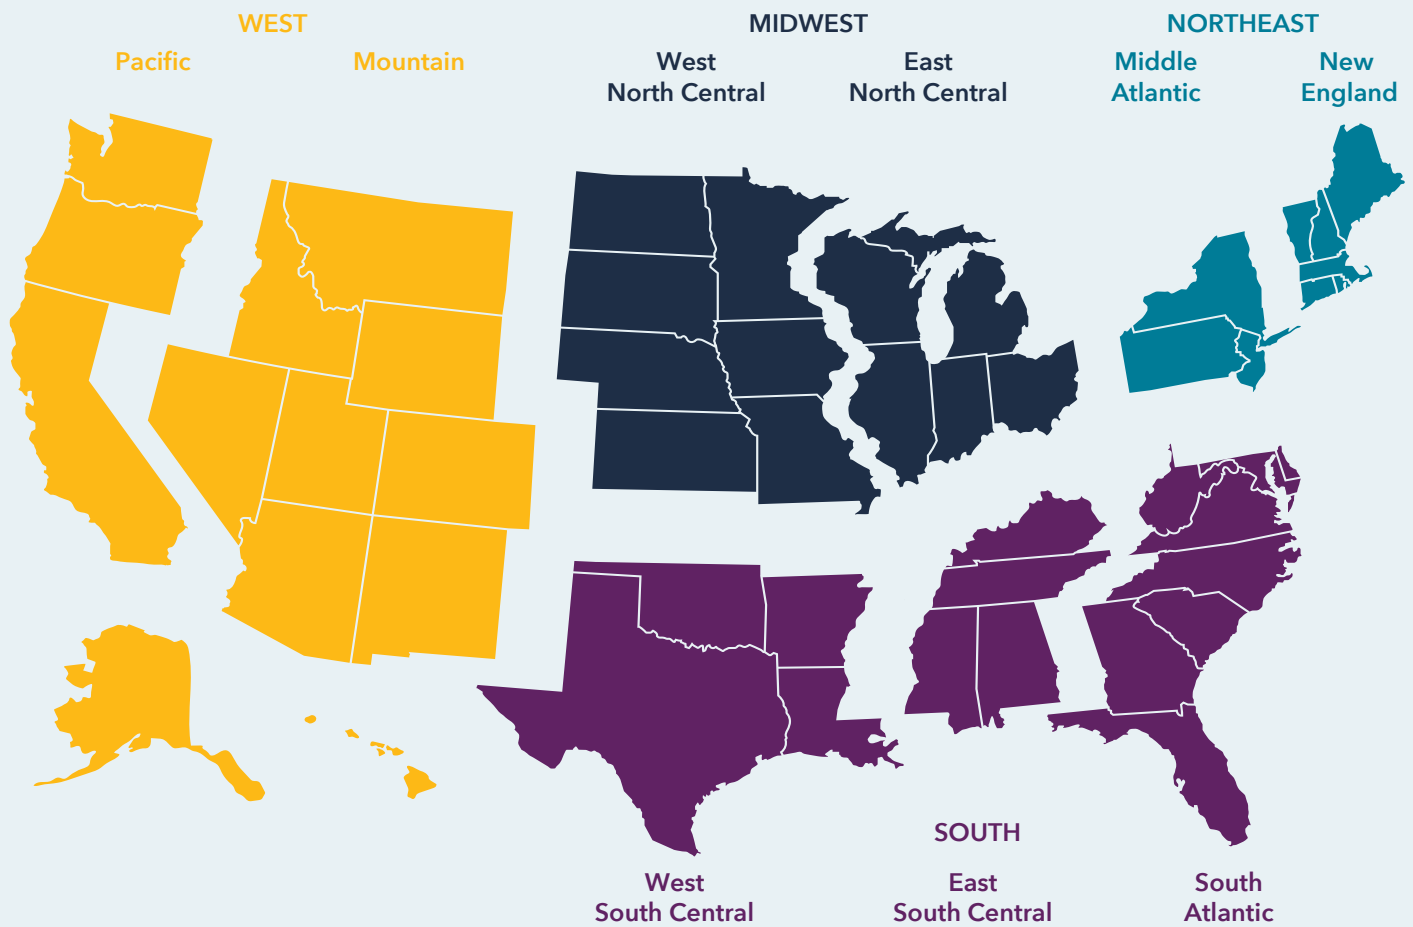 WEST
Pacific
Mountain
MIDWEST
West
North Central
East
North Central
NORTHEAST
Middle
Atlantic
New
England
SOUTH
West
South Central
East
South Central
South
Atlantic